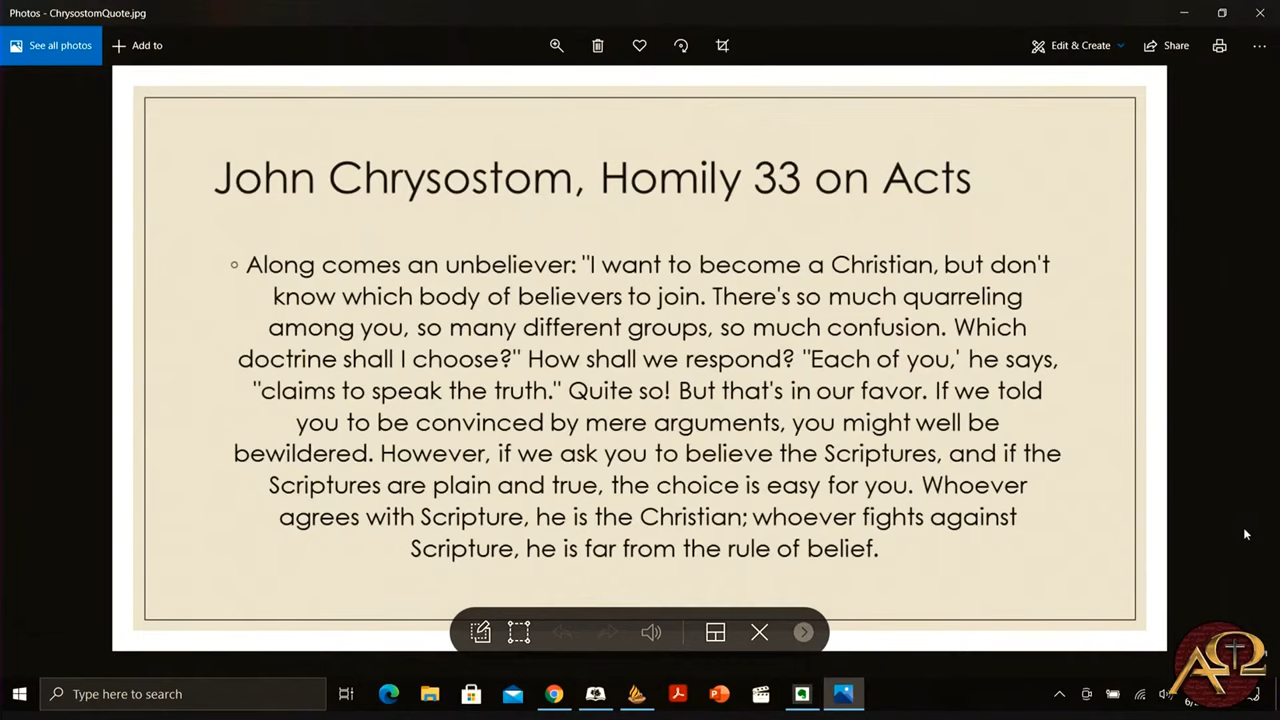 Photos - ChrysostomQuote.jpg
See all photos
Add to
Edit & Create
Share
John Chrysostom, Homily 33 on Acts
Along comes an unbeliever: "I want to become a Christian, but don't
know which body of believers to join. There's so much quarreling
among you, so many different groups, so much confusion. Which
doctrine shall I choose?" How shall we respond? "Each of you,' he says,
"claims to speak the truth." Quite so! But that's in our favor. If we told
you to be convinced by mere arguments, you might well be
bewildered. However, if we ask you to believe the Scriptures, and if the
Scriptures are plain and true, the choice is easy for you. Whoever
agrees with Scripture, he is the Christian; whoever fights against
Scripture, he is far from the rule of belief.
Type here to search
ΑΩ